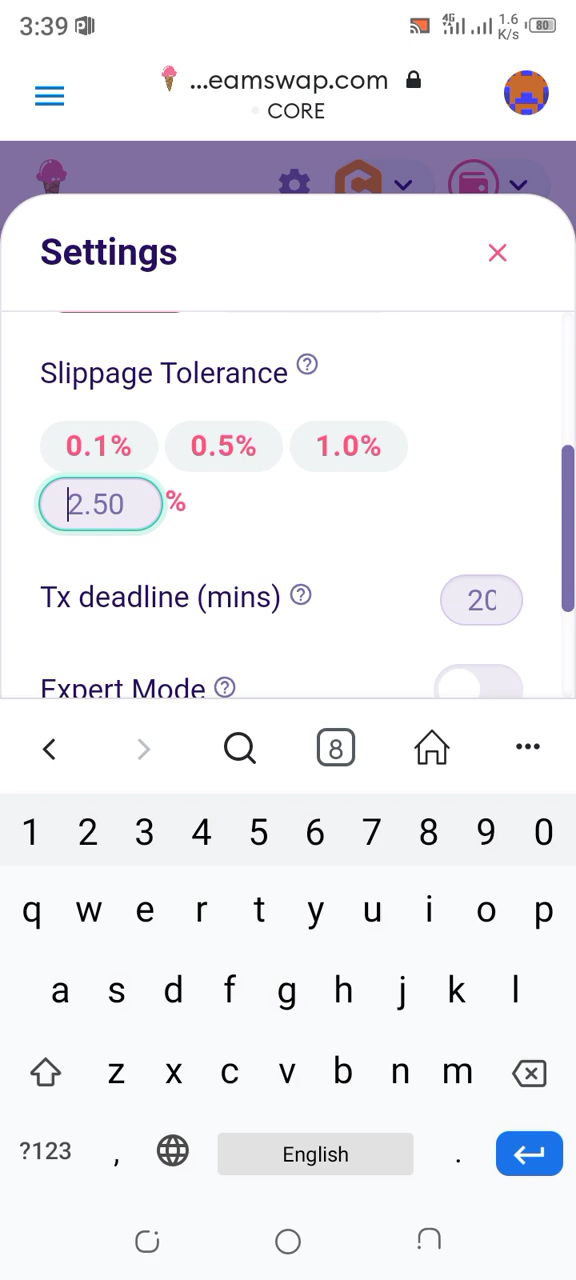 3:39 4G 1.6 K/s 80
...eamswap.com
CORE
Settings
Slippage Tolerance ?
0.1% 0.5% 1.0%
2.50 %
Tx deadline (mins) ? 20
Expert Mode ?
8
1 2 3 4 5 6 7 8 9 0
q w e r t y u i o p
a s d f g h j k l
z x c v b n m
?123 , English .